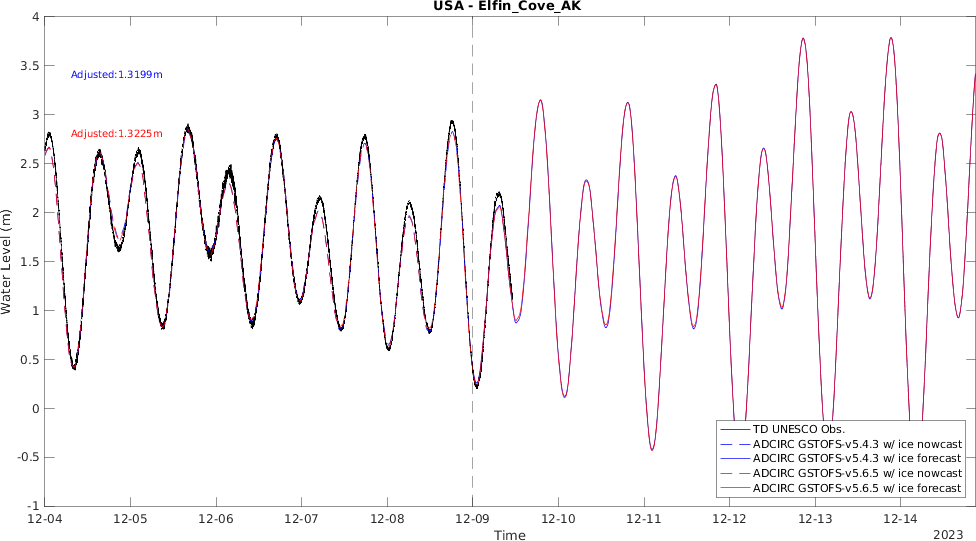 USA - Elfin_Cove_AK
4
3.5
3
2.5
2
1.5
1
0.5
0
-0.5
-1
Water Level (m)
Adjusted:1.3199m
Adjusted:1.3225m
TD UNESCO Obs.
ADCIRC GSTOFS-v5.4.3 w/ ice nowcast
ADCIRC GSTOFS-v5.4.3 w/ ice forecast
ADCIRC GSTOFS-v5.6.5 w/ ice nowcast
ADCIRC GSTOFS-v5.6.5 w/ ice forecast
12-04 12-05 12-06 12-07 12-08 12-09 12-10 12-11 12-12 12-13 12-14
Time
2023